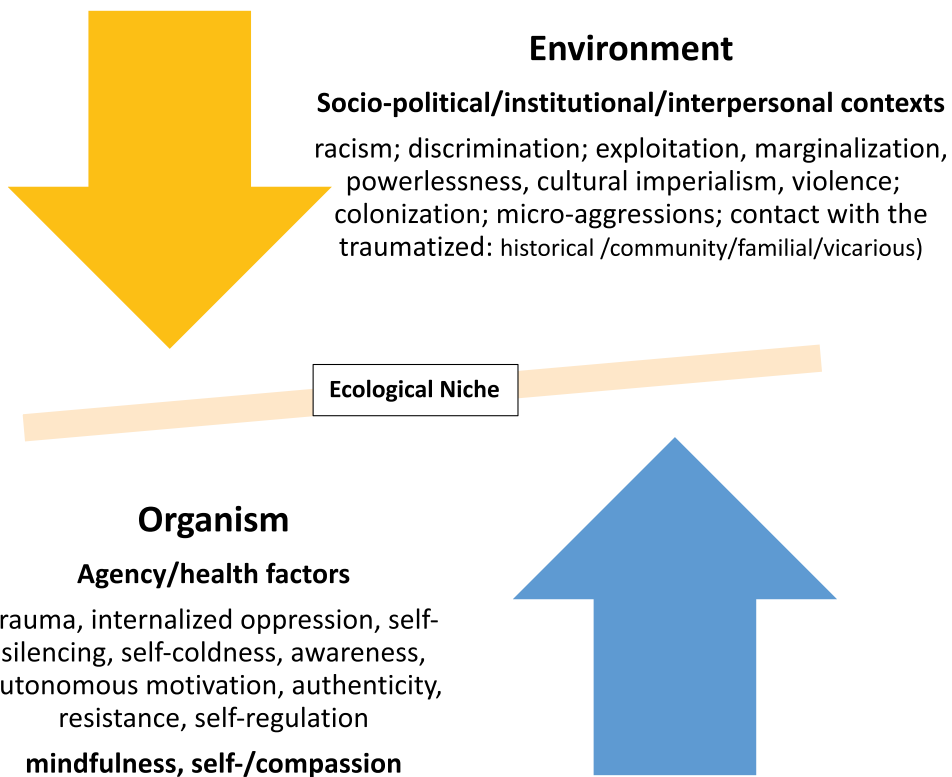 Environment
Socio-political/institutional/interpersonal contexts
racism; discrimination; exploitation, marginalization,
powerlessness, cultural imperialism, violence;
colonization; micro-aggressions; contact with the
traumatized: historical /community/familial/vicarious)
Ecological Niche
Organism
Agency/health factors
rauma, internalized oppression, self-
silencing, self-coldness, awareness,
utonomous motivation, authenticity,
resistance, self-regulation
mindfulness, self-/compassion